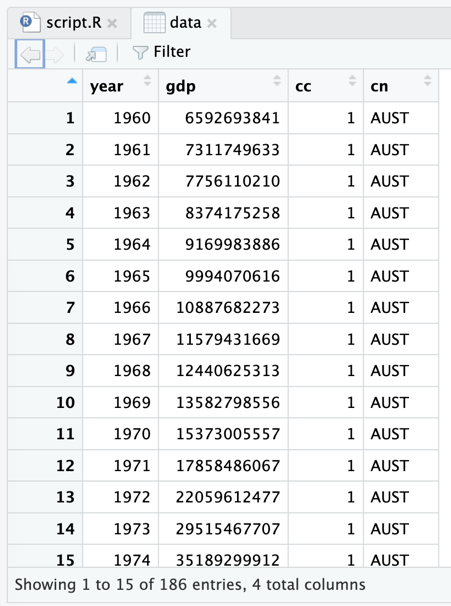 script.R data
Filter
year gdp cc cn
1 1960 6592693841 1 AUST
2 1961 7311749633 1 AUST
3 1962 7756110210 1 AUST
4 1963 8374175258 1 AUST
5 1964 9169983886 1 AUST
6 1965 9994070616 1 AUST
7 1966 10887682273 1 AUST
8 1967 11579431669 1 AUST
9 1968 12440625313 1 AUST
10 1969 13582798556 1 AUST
11 1970 15373005557 1 AUST
12 1971 17858486067 1 AUST
13 1972 22059612477 1 AUST
14 1973 29515467707 1 AUST
15 1974 35189299912 1 AUST
Showing 1 to 15 of 186 entries, 4 total columns